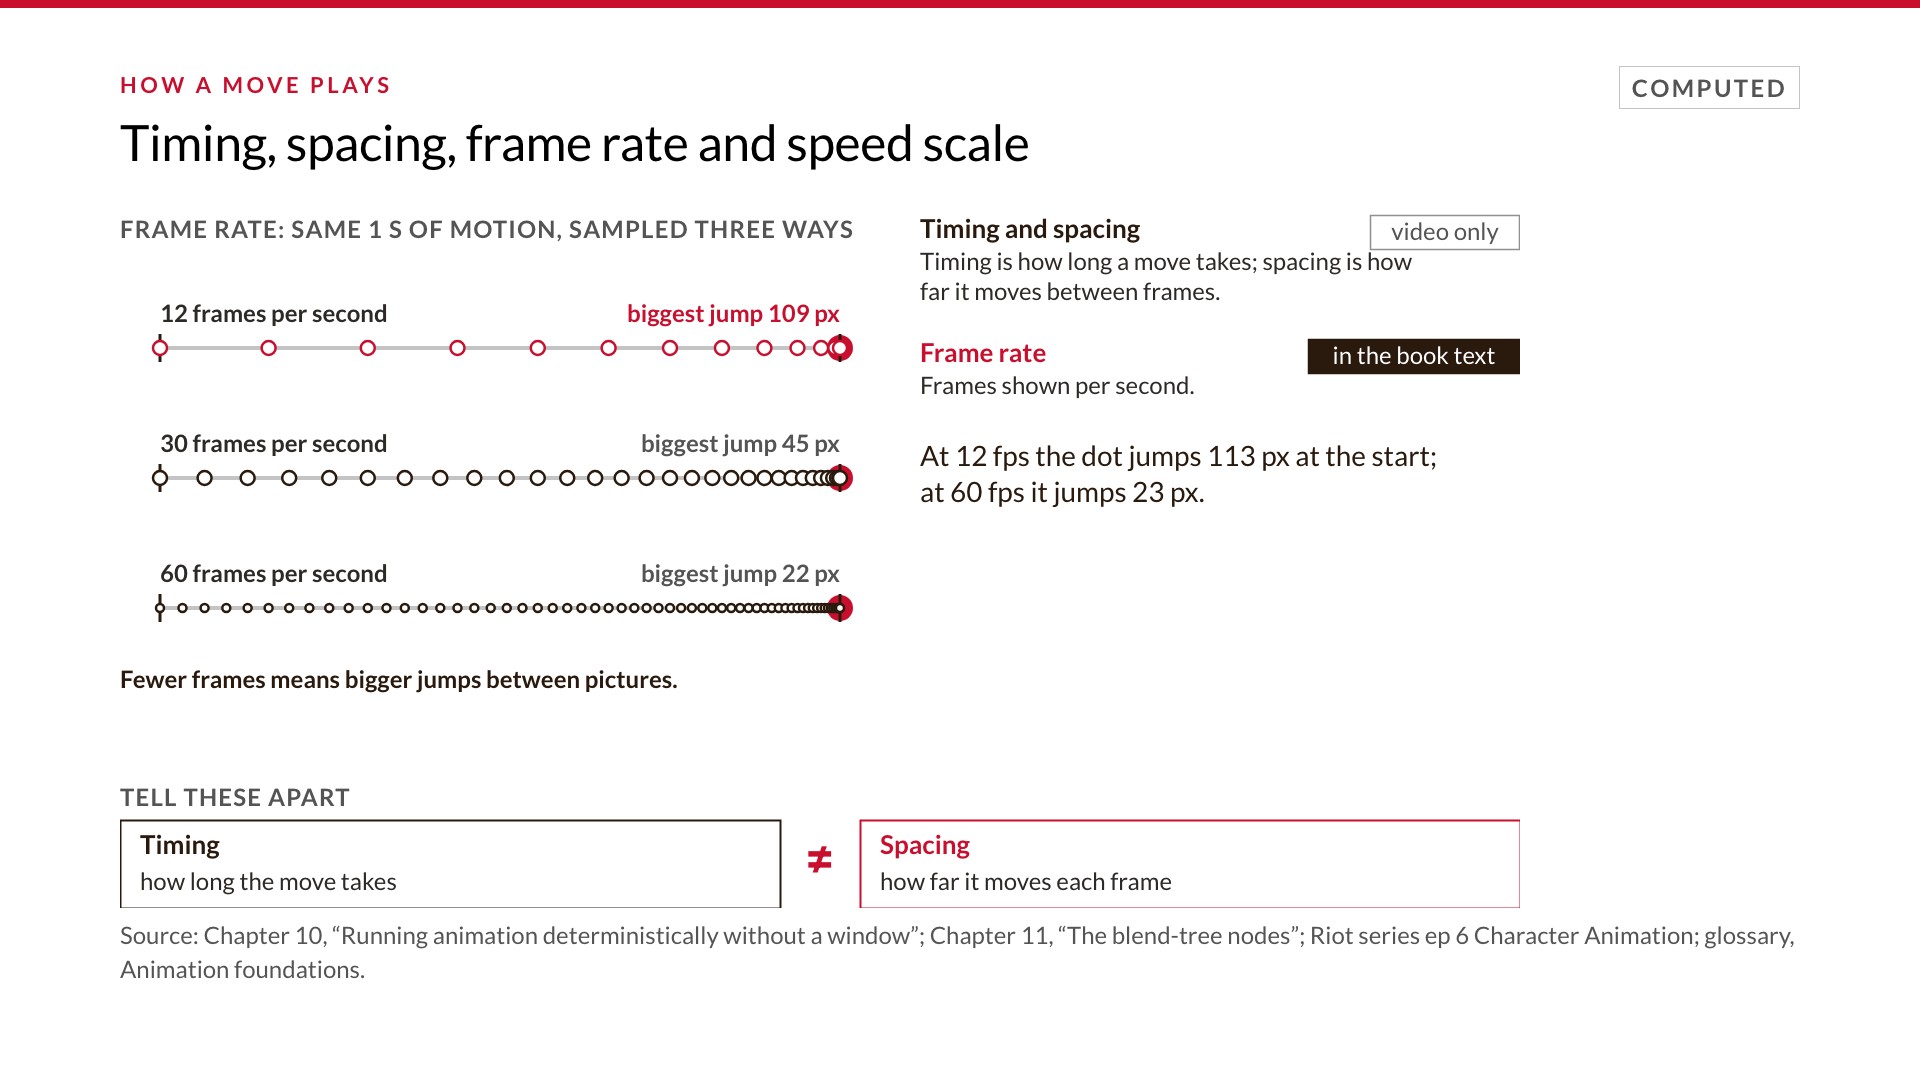 HOW A MOVE PLAYS
COMPUTED
Timing, spacing, frame rate and speed scale
FRAME RATE: SAME 1 S OF MOTION, SAMPLED THREE WAYS
12 frames per second
biggest jump 109 px
30 frames per second
biggest jump 45 px
60 frames per second
biggest jump 22 px
Fewer frames means bigger jumps between pictures.
Timing and spacing
video only
Timing is how long a move takes; spacing is how
far it moves between frames.
Frame rate
in the book text
Frames shown per second.
At 12 fps the dot jumps 113 px at the start;
at 60 fps it jumps 23 px.
TELL THESE APART
Timing
how long the move takes
≠
Spacing
how far it moves each frame
Source: Chapter 10, “Running animation deterministically without a window”; Chapter 11, “The blend-tree nodes”; Riot series ep 6 Character Animation; glossary,
Animation foundations.